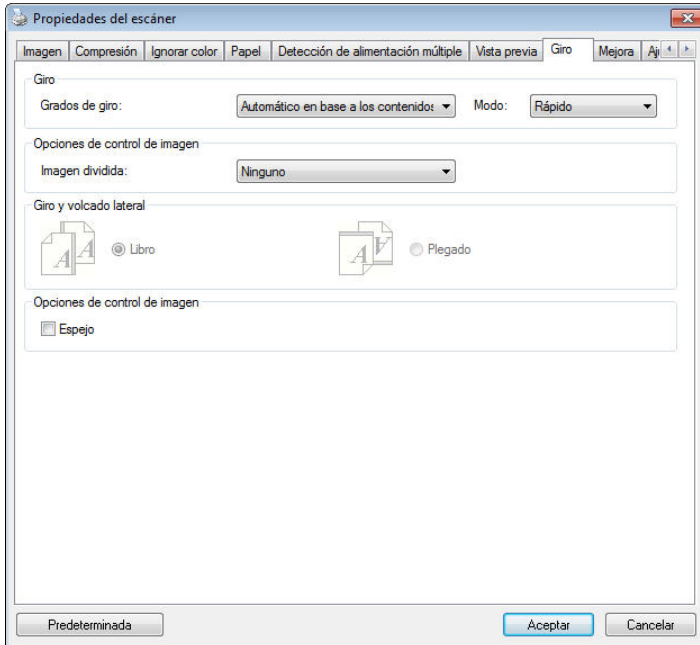 Propiedades del escáner
Imagen Compresión Ignorar color Papel Detección de alimentación múltiple Vista previa Giro Mejora
Giro
Grados de giro: Automático en base a los contenidos Modo: Rápido
Opciones de control de imagen
Imagen dividida: Ninguno
Giro y volcado lateral
A A Libro A A Plegado
Opciones de control de imagen
Espejo
Predeterminada Aceptar Cancelar